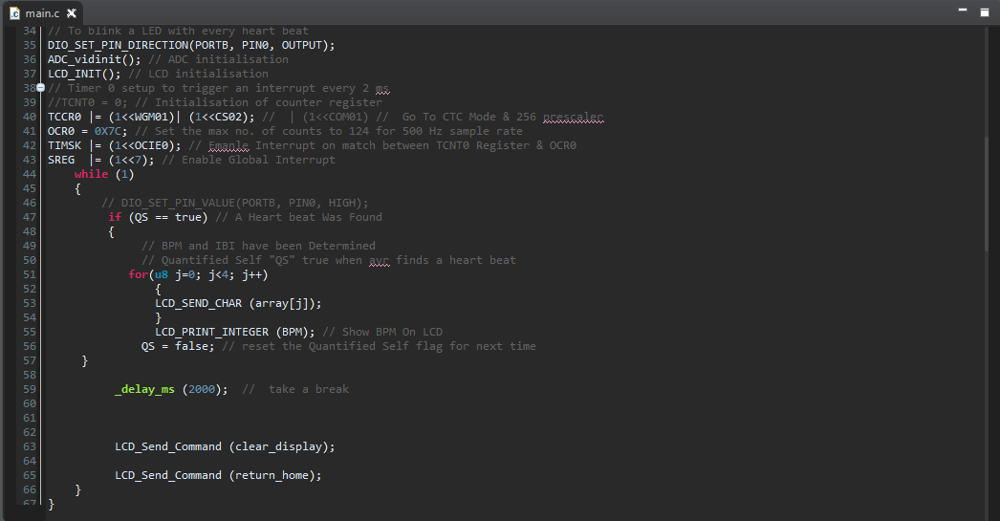 main.c
34 // To blink a LED with every heart beat
35 DIO_SET_PIN_DIRECTION(PORTB, PIN0, OUTPUT);
36 ADC_vidinit(); // ADC initialisation
37 LCD_INIT(); // LCD initialisation
38 // Timer 0 setup to trigger an interrupt every 2 ms
39 //TCNT0 = 0; // Initialisation of counter register
40 TCCR0 |= (1<<WGM01)| (1<<CS02); //  | (1<<COM01) //  Go To CTC Mode & 256 prescaler
41 OCR0 = 0X7C; // Set the max no. of counts to 124 for 500 Hz sample rate
42 TIMSK |= (1<<OCIE0); // Emanle Interrupt on match between TCNT0 Register & OCR0
43 SREG  |= (1<<7); // Enable Global Interrupt
44     while (1)
45     {
46         // DIO_SET_PIN_VALUE(PORTB, PIN0, HIGH);
47          if (QS == true) // A Heart beat Was Found
48          {
49               // BPM and IBI have been Determined
50               // Quantified Self "QS" true when avr finds a heart beat
51             for(u8 j=0; j<4; j++)
52                 {
53                 LCD_SEND_CHAR (array[j]);
54                 }
55                 LCD_PRINT_INTEGER (BPM); // Show BPM On LCD
56               QS = false; // reset the Quantified Self flag for next time
57      }
58
59           _delay_ms (2000);  //  take a break
60
61
62
63           LCD_Send_Command (clear_display);
64
65           LCD_Send_Command (return_home);
66     }
67 }